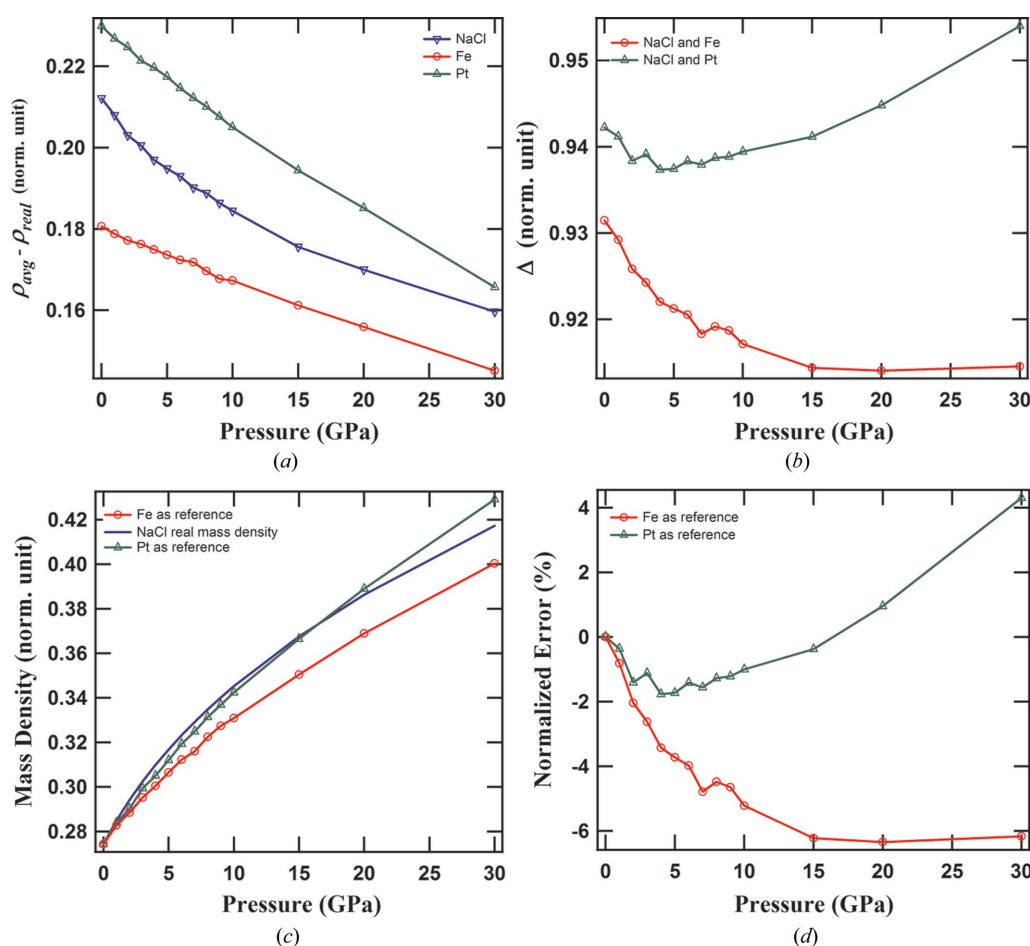 0.22
0.20
0.18
0.16
ρavg - ρreal (norm. unit)
NaCl
Fe
Pt
0 5 10 15 20 25 30
Pressure (GPa)
(a)
0.95
0.94
0.93
0.92
Δ (norm. unit)
NaCl and Fe
NaCl and Pt
0 5 10 15 20 25 30
Pressure (GPa)
(b)
0.42
0.40
0.38
0.36
0.34
0.32
0.30
0.28
Mass Density (norm. unit)
Fe as reference
NaCl real mass density
Pt as reference
0 5 10 15 20 25 30
Pressure (GPa)
(c)
4
2
0
-2
-4
-6
Normalized Error (%)
Fe as reference
Pt as reference
0 5 10 15 20 25 30
Pressure (GPa)
(d)